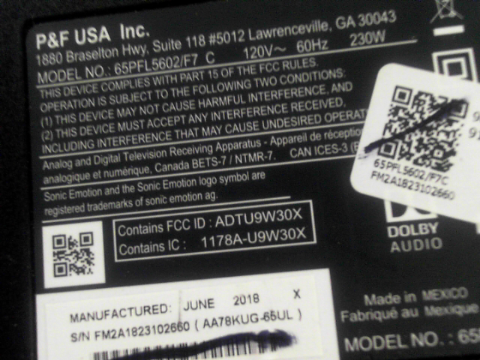 P&F USA Inc.
1880 Braselton Hwy, Suite 118 #5012 Lawrenceville, GA 30043
MODEL NO.: 65PFL5602/F7 C 120V~ 60Hz 230W
THIS DEVICE COMPLIES WITH PART 15 OF THE FCC RULES.
OPERATION IS SUBJECT TO THE FOLLOWING TWO CONDITIONS:
(1) THIS DEVICE MAY NOT CAUSE HARMFUL INTERFERENCE, AND
(2) THIS DEVICE MUST ACCEPT ANY INTERFERENCE RECEIVED,
INCLUDING INTERFERENCE THAT MAY CAUSE UNDESIRED
Analog and Digital Television Receiving Apparatus - Appareil de réception
analogique et numérique, Canada BETS-7 / NTMR-7. CAN ICES-3
Sonic Emotion and the Sonic Emotion logo symbol are
registered trademarks of sonic emotion ag.
65PFL5602/F7C
FM2A1823102660
DOLBY
AUDIO
Contains FCC ID : ADTU9W30X
Contains IC : 1178A-U9W30X
MANUFACTURED: JUNE 2018 X
S/N FM2A1823102660 ( AA78KUG-65UL )
Made in MEXICO
Fabriqué au Mexique
MODEL NO.: